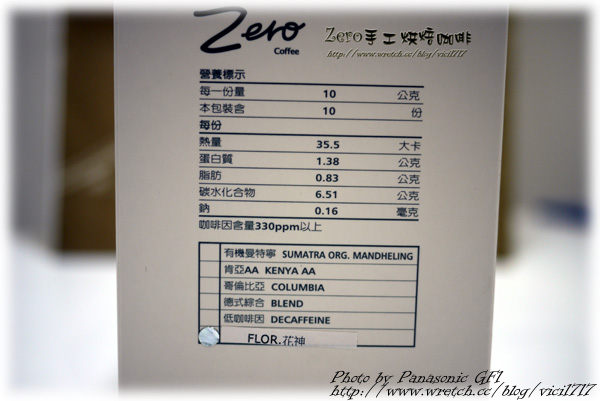 Zero
Coffee
Zero手工烘焙咖啡
http://www.wretch.cc/blog/vici1717
營養標示
每一份量 10 公克
本包裝含 10 份
每份
熱量 35.5 大卡
蛋白質 1.38 公克
脂肪 0.83 公克
碳水化合物 6.51 公克
鈉 0.16 毫克
咖啡因含量330ppm以上
有機曼特寧 SUMATRA ORG. MANDHELING
肯亞AA KENYA AA
哥倫比亞 COLUMBIA
德式綜合 BLEND
低咖啡因 DECAFFEINE
FLOR.花神
Photo by Panasonic GF1
http://www.wretch.cc/blog/vici1717